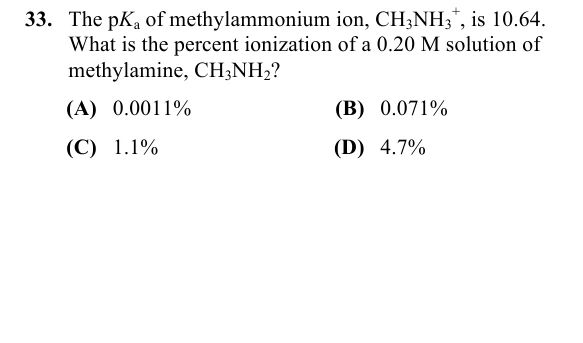 33. The pKₐ of methylammonium ion, CH₃NH₃⁺, is 10.64.
What is the percent ionization of a 0.20 M solution of
methylamine, CH₃NH₂?
(A) 0.0011% (B) 0.071%
(C) 1.1% (D) 4.7%